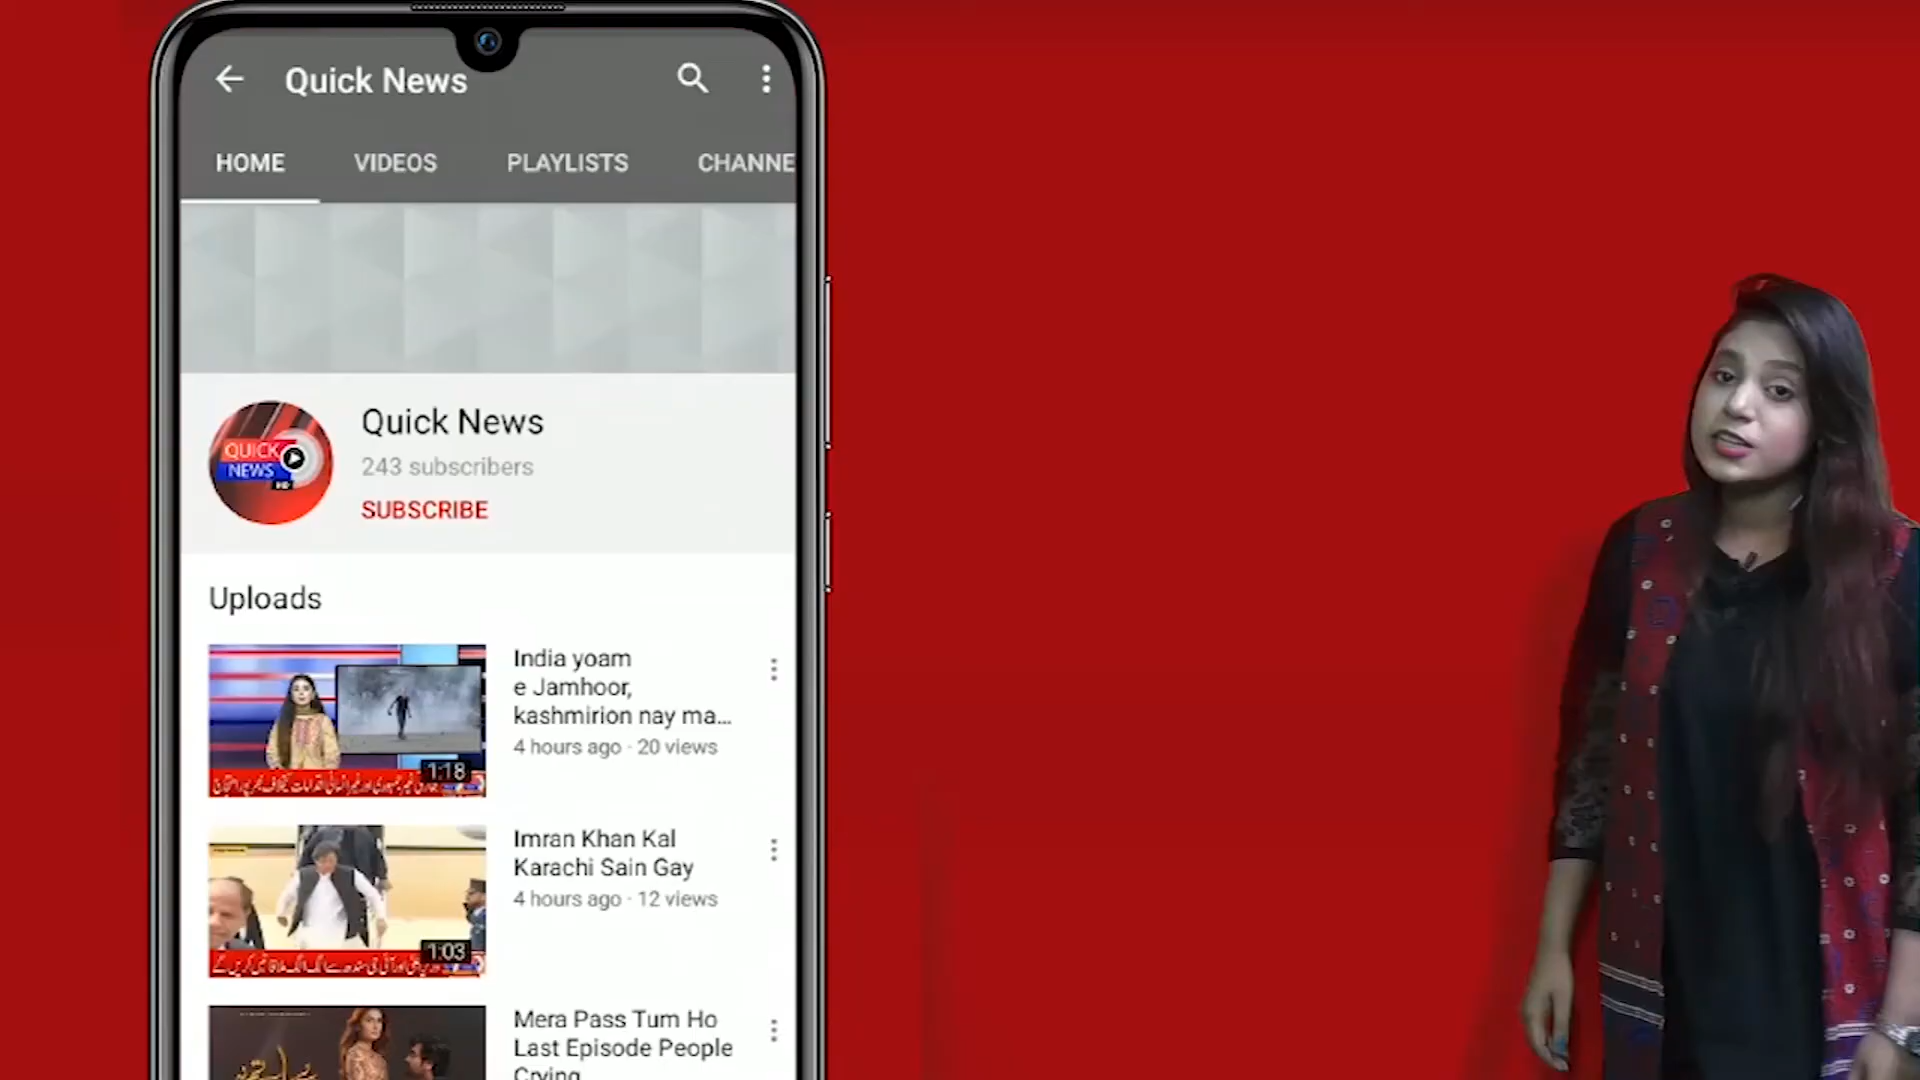 Quick News
HOME VIDEOS PLAYLISTS CHANNE
QUICK
NEWS
HD
Quick News
243 subscribers
SUBSCRIBE
Uploads
India yoam
e Jamhoor,
kashmirion nay ma...
4 hours ago · 20 views
1:18
Imran Khan Kal
Karachi Sain Gay
4 hours ago · 12 views
1:03
Mera Pass Tum Ho
Last Episode People
Crying